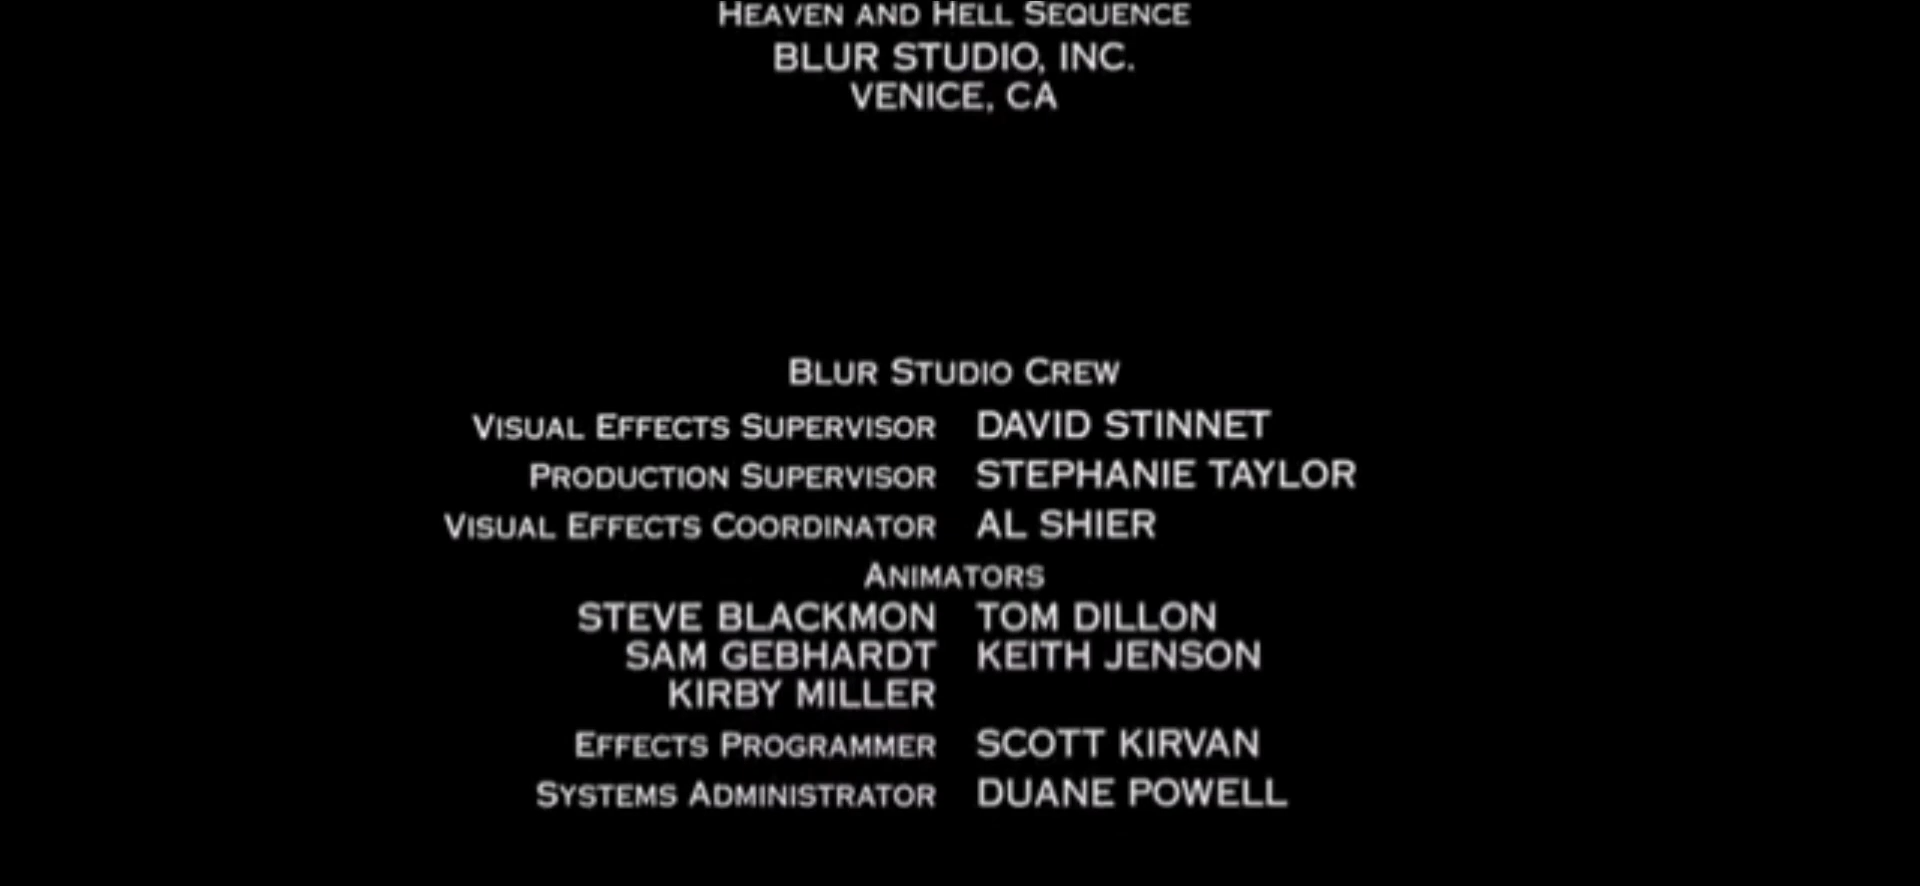 HEAVEN AND HELL SEQUENCE
BLUR STUDIO, INC.
VENICE, CA
BLUR STUDIO CREW
VISUAL EFFECTS SUPERVISOR DAVID STINNET
PRODUCTION SUPERVISOR STEPHANIE TAYLOR
VISUAL EFFECTS COORDINATOR AL SHIER
ANIMATORS
STEVE BLACKMON TOM DILLON
SAM GEBHARDT KEITH JENSON
KIRBY MILLER
EFFECTS PROGRAMMER SCOTT KIRVAN
SYSTEMS ADMINISTRATOR DUANE POWELL